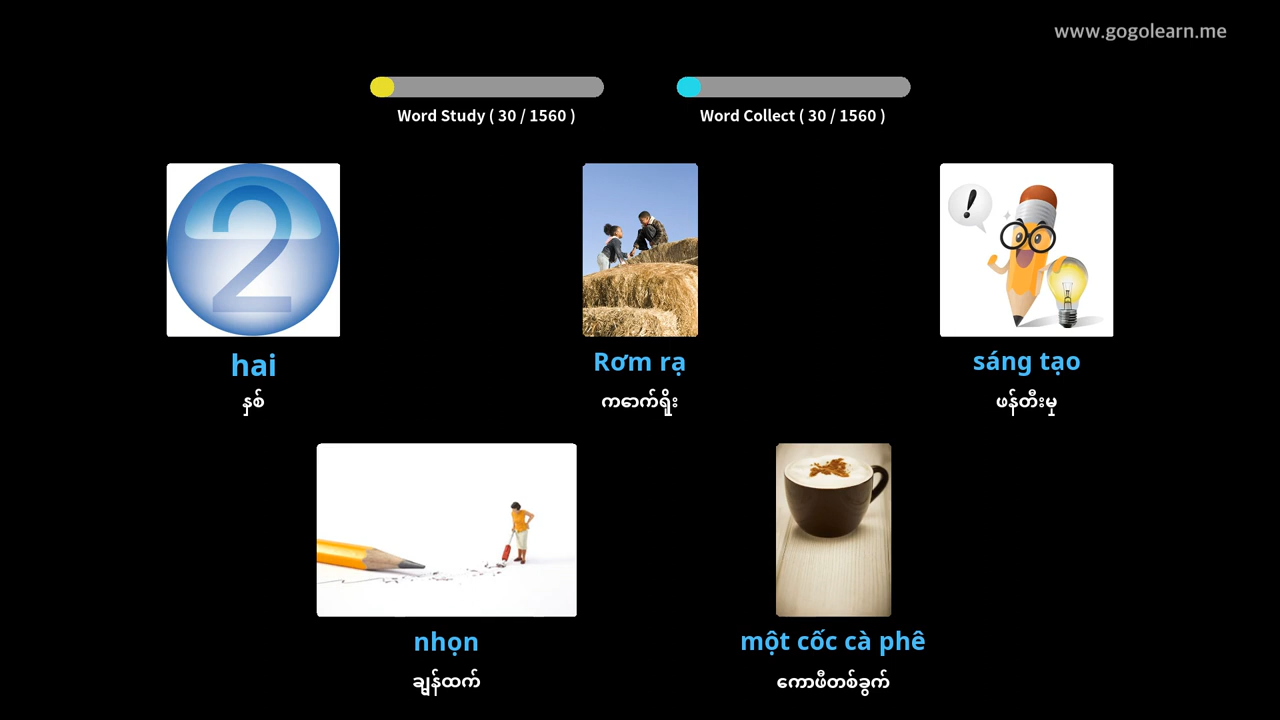 www.gogolearn.me
Word Study ( 30 / 1560 )
Word Collect ( 30 / 1560 )
2
!
hai
နှစ်
Rơm rạ
ကောက်ရိုး
sáng tạo
ဖန်တီးမှု
nhọn
ချွန်ထက်
một cốc cà phê
ကော်ဖီတစ်ခွက်